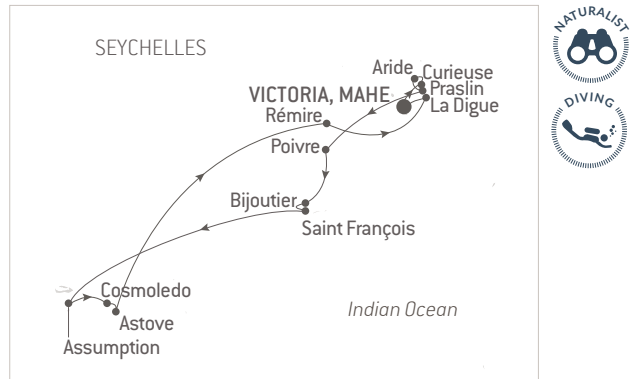 SEYCHELLES
NATURALIST
Aride
Curieuse
Praslin
VICTORIA, MAHE
La Digue
Rémire
DIVING
Poivre
Bijoutier
Saint François
Cosmoledo
Indian Ocean
Astove
Assumption